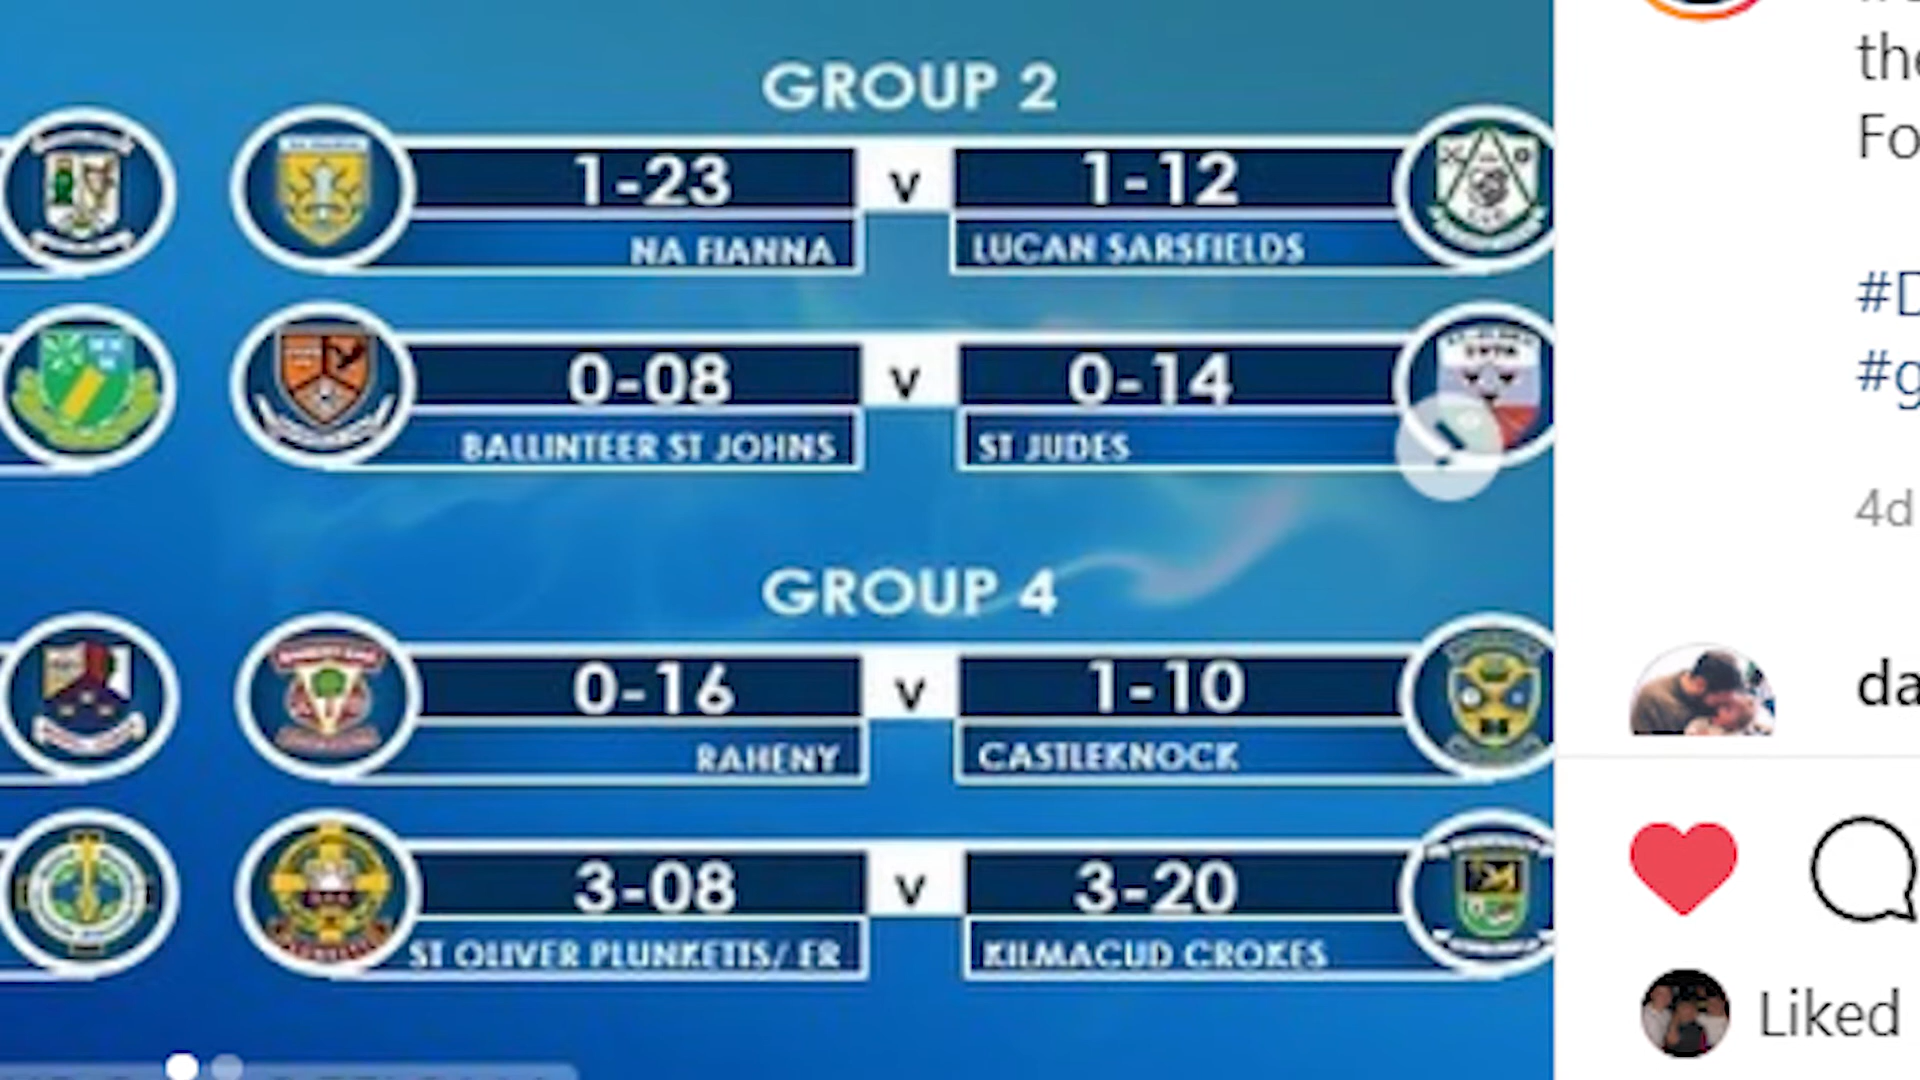 GROUP 2
1-23 v 1-12
NA FIANNA LUCAN SARSFIELDS
0-08 v 0-14
BALLINTEER ST JOHNS ST JUDES
GROUP 4
0-16 v 1-10
RAHENY CASTLEKNOCK
3-08 v 3-20
ST OLIVER PLUNKETTS/ ER KILMACUD CROKES
the
Fo
#D
#g
4d
da
Liked